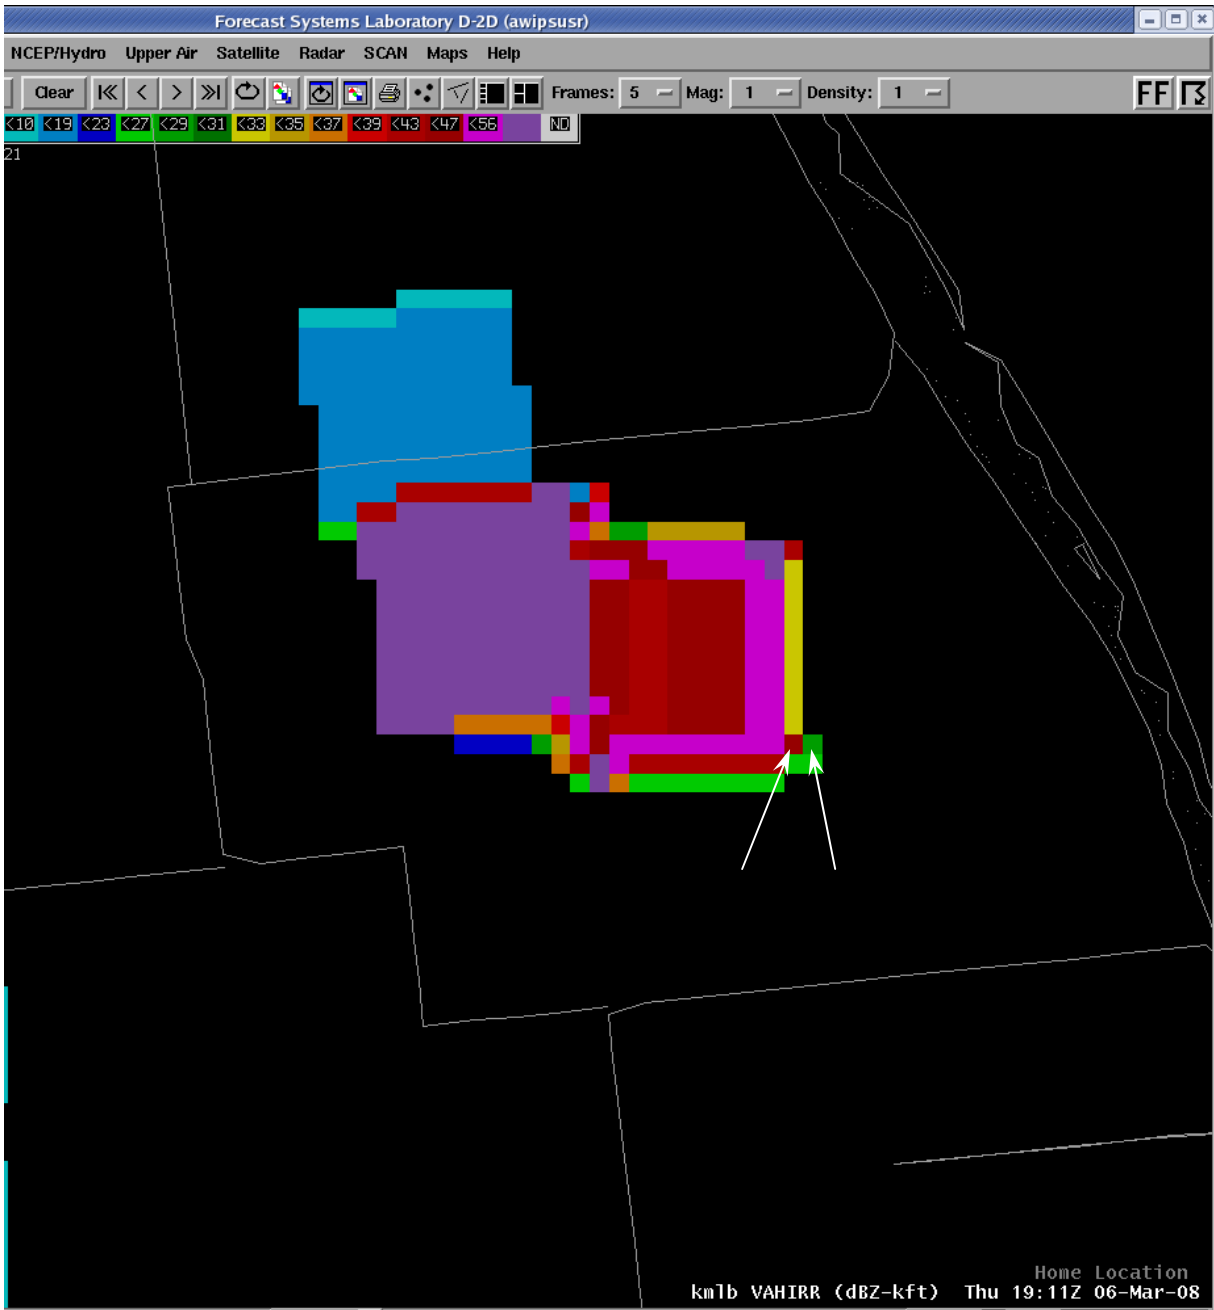 Forecast Systems Laboratory D-2D (awipsusr)
NCEP/Hydro Upper Air Satellite Radar SCAN Maps Help
Clear Frames: 5 Mag: 1 Density: 1 FF
<10 <19 <23 <27 <29 <31 <33 <35 <37 <39 <43 <47 <56 ND
21
Home Location
kmlb VAHIRR (dBZ-kft) Thu 19:11Z 06-Mar-08